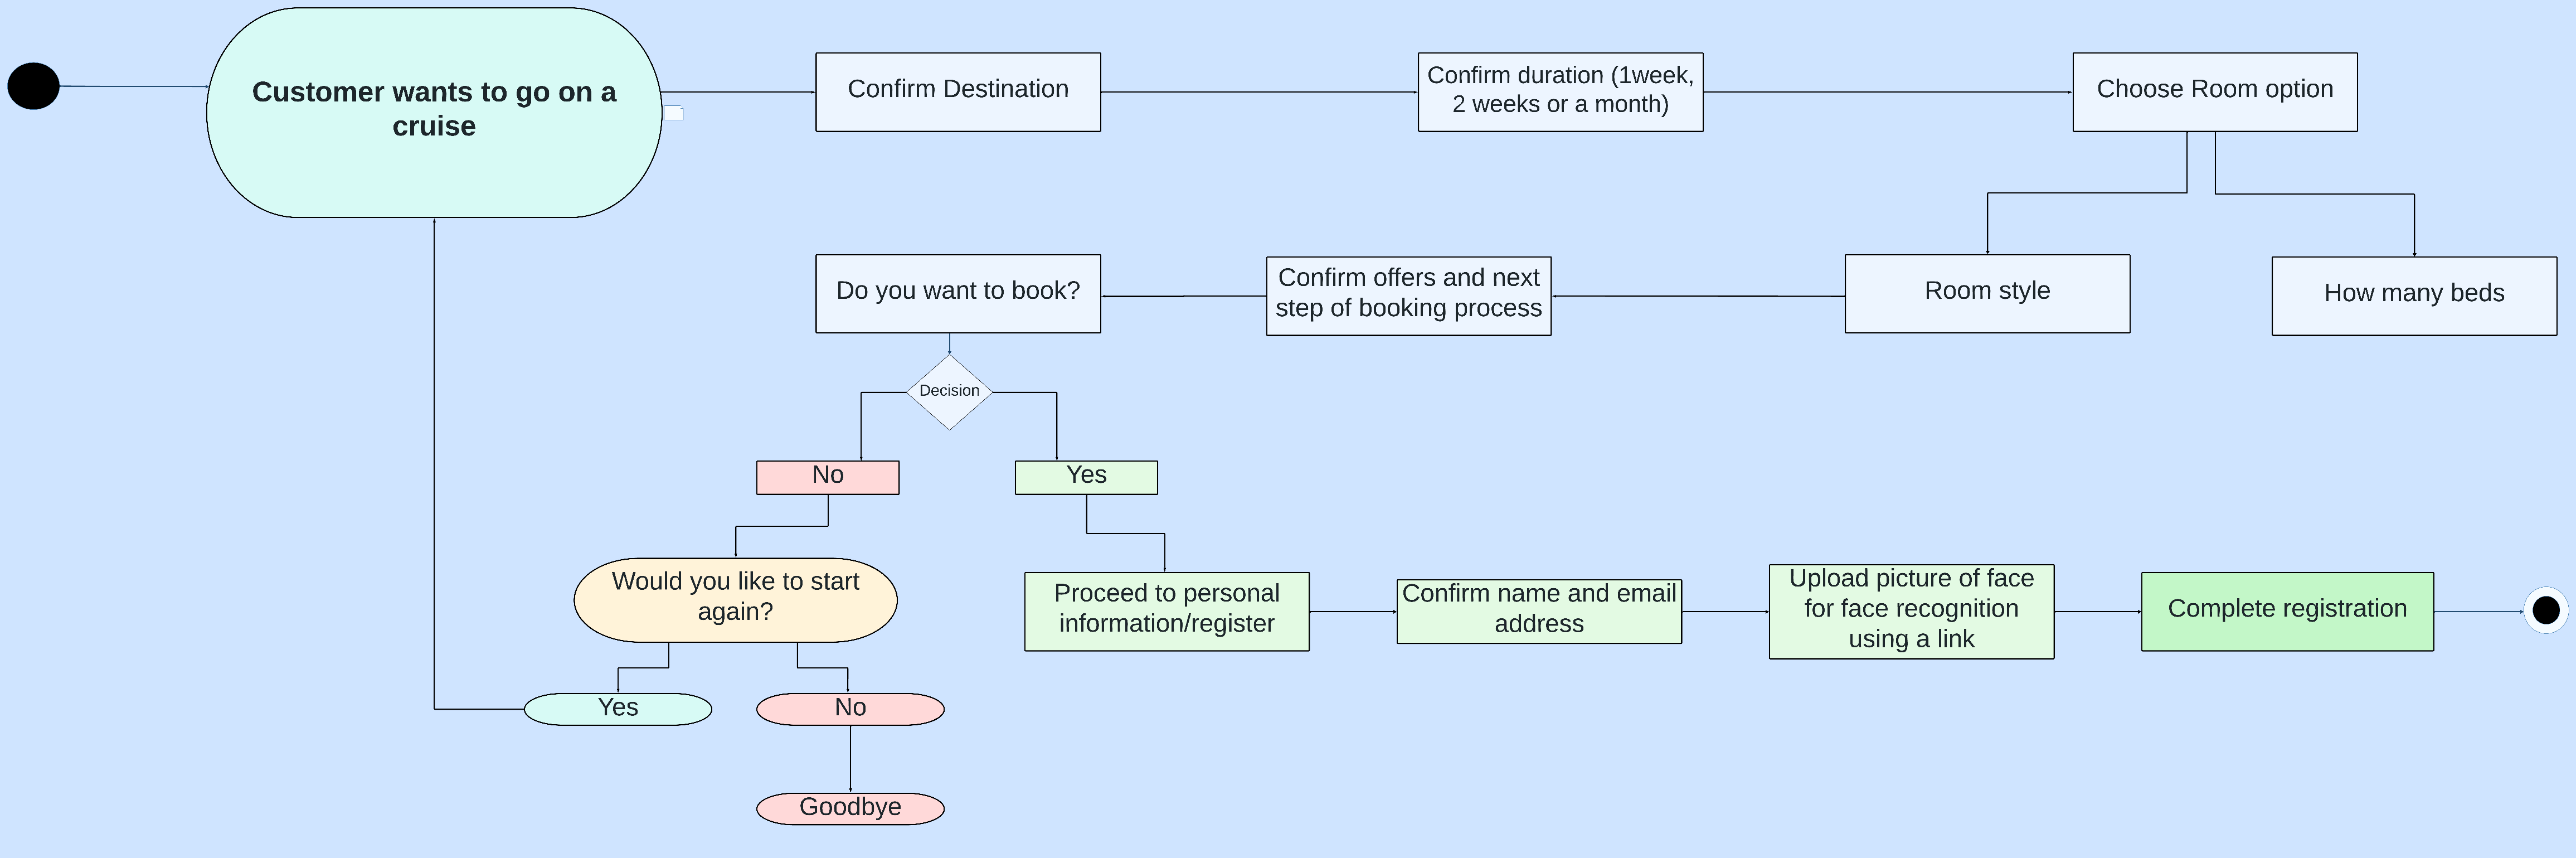 Customer wants to go on a
cruise
Confirm Destination
Confirm duration (1week,
2 weeks or a month)
Choose Room option
Do you want to book?
Confirm offers and next
step of booking process
Room style
How many beds
Decision
No
Yes
Would you like to start
again?
Proceed to personal
information/register
Confirm name and email
address
Upload picture of face
for face recognition
using a link
Complete registration
Yes
No
Goodbye